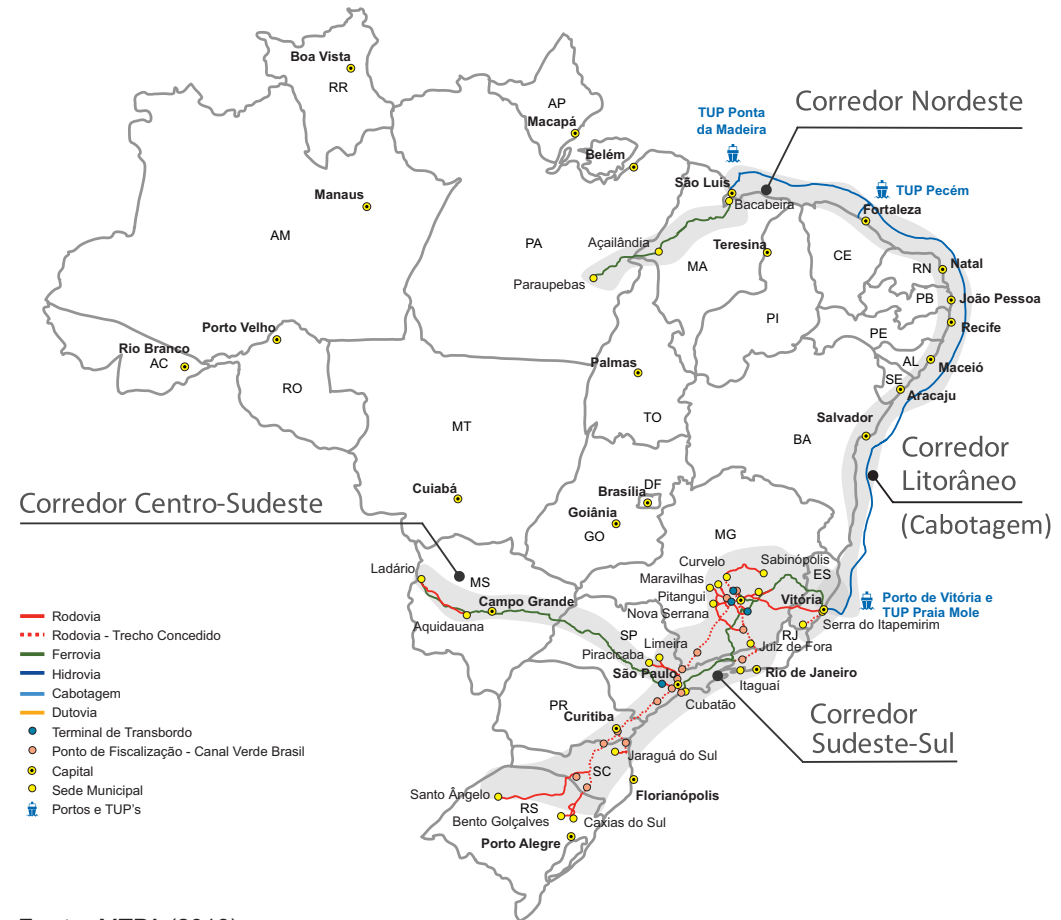 Boa Vista
RR
AP
Macapá
Belém
TUP Ponta
da Madeira
Corredor Nordeste
São Luis
Bacabeira
TUP Pecém
Fortaleza
Manaus
AM
PA
Açailândia
Paraupebas
MA
Teresina
CE
RN
Natal
PB
João Pessoa
PI
PE
Recife
AL
Maceió
SE
Aracaju
Porto Velho
Rio Branco
AC
RO
Palmas
TO
MT
BA
Salvador
Corredor
Litorâneo
(Cabotagem)
Cuiabá
Brasília
DF
Goiânia
GO
Corredor Centro-Sudeste
MG
Curvelo
Sabinópolis
Maravilhas
ES
Pitangui
Vitória
Nova Serrana
Porto de Vitória e
TUP Praia Mole
Serra do Itapemirim
Ladário
MS
Campo Grande
Aquidauana
SP
Limeira
Piracicaba
RJ
Juiz de Fora
São Paulo
Rio de Janeiro
Itaguaí
Cubatão
PR
Curitiba
Corredor
Sudeste-Sul
Jaraguá do Sul
SC
Santo Ângelo
Florianópolis
RS
Bento Golçalves
Caxias do Sul
Porto Alegre
Rodovia
Rodovia - Trecho Concedido
Ferrovia
Hidrovia
Cabotagem
Dutovia
Terminal de Transbordo
Ponto de Fiscalização - Canal Verde Brasil
Capital
Sede Municipal
Portos e TUP's